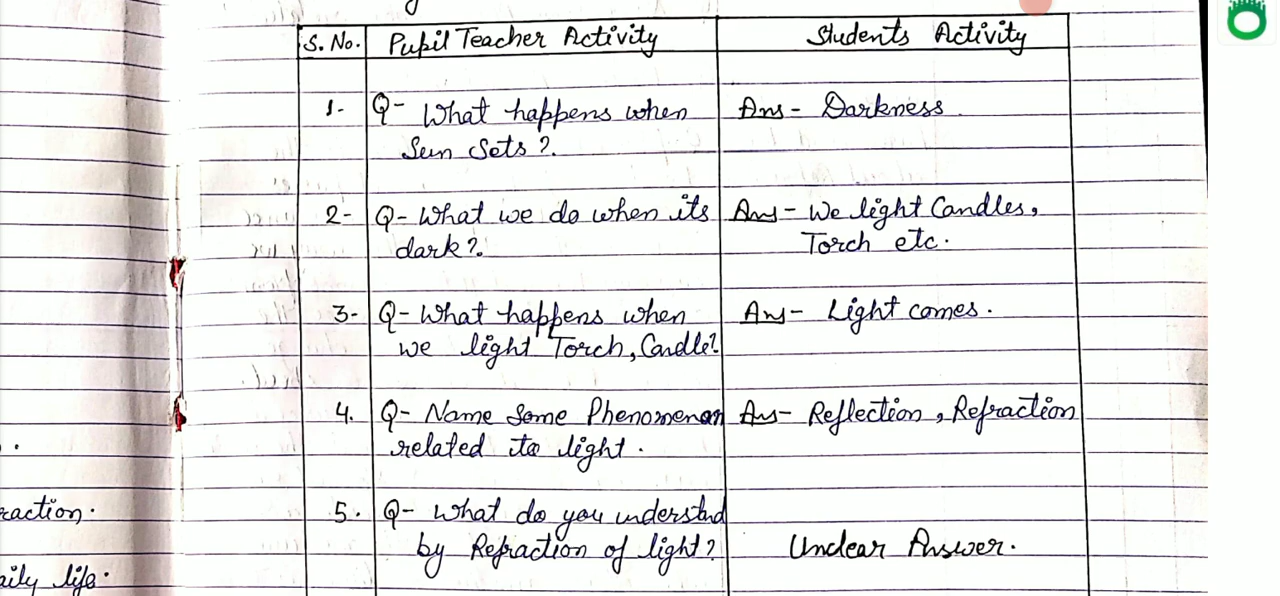 S. No. Pupil Teacher Activity Students Activity
1- Q- What happens when Ans- Darkness.
Sun Sets?.
2- Q- What we do when its Ans- We light Candles,
dark?. Torch etc.
3- Q- What happens when Ans- Light comes.
we light Torch, Candle?
4. Q- Name Some Phenomenon Ans- Reflection, Refraction
related to light.
raction.
5. Q- What do you understnd
by Refraction of light? Unclear Answer.
aily life.